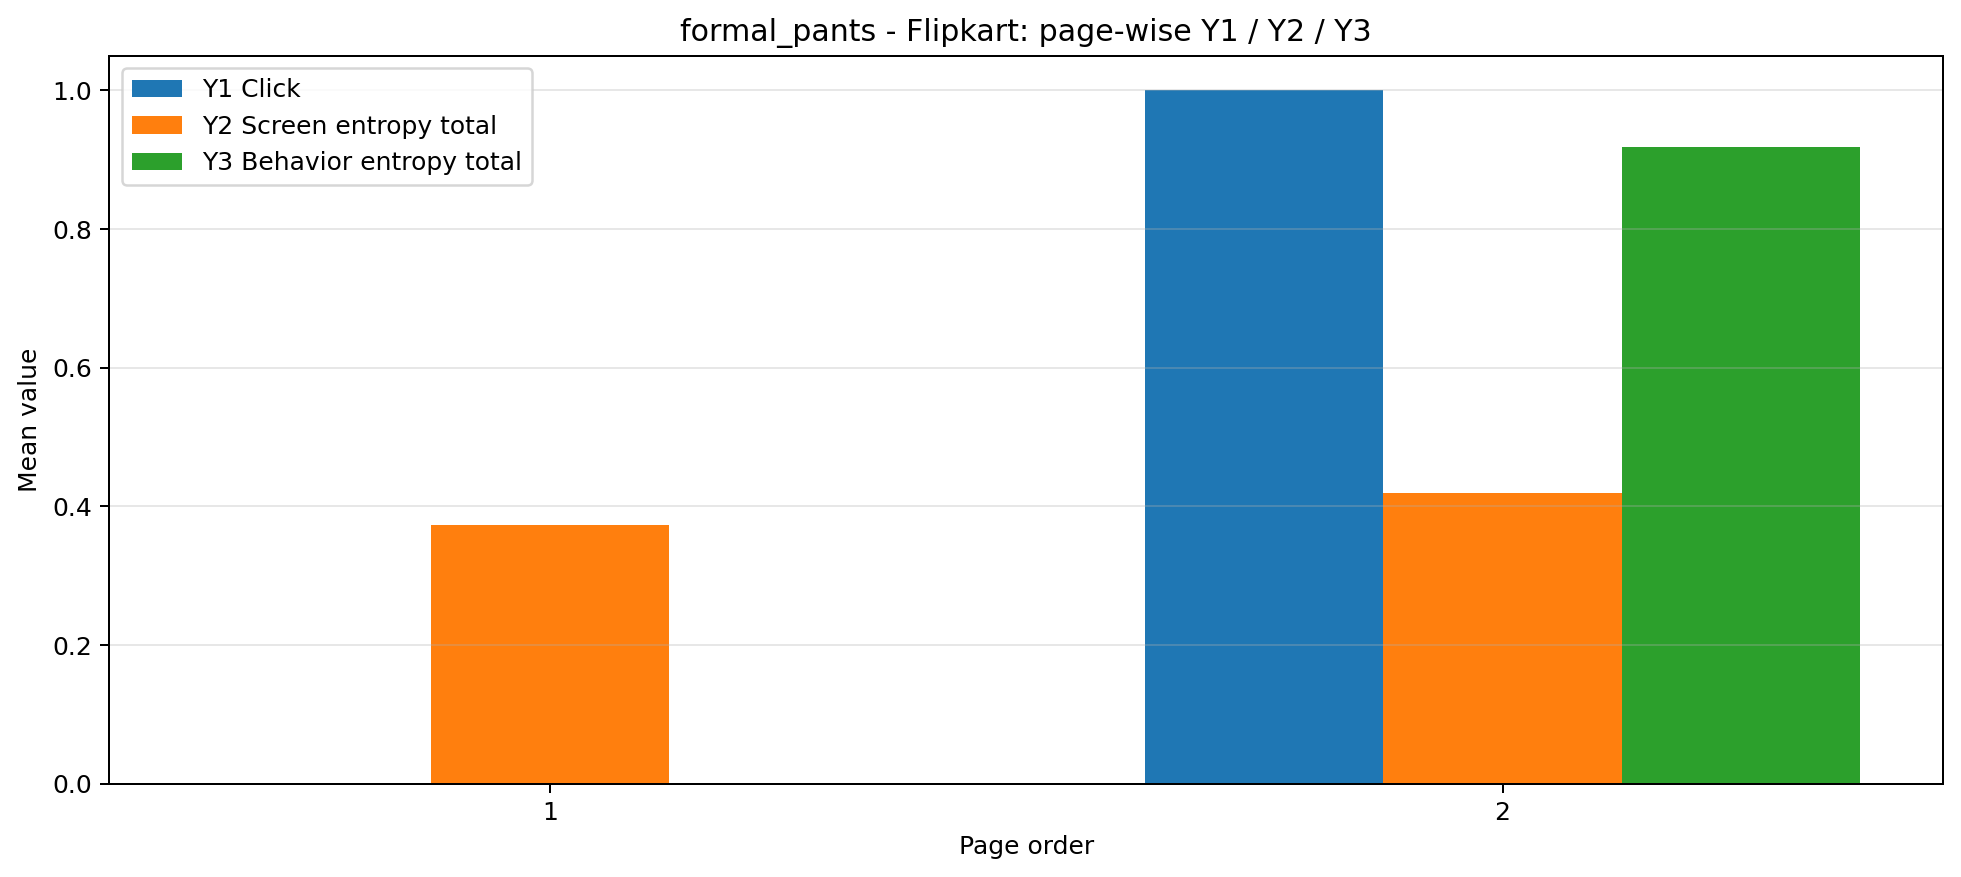 formal_pants - Flipkart: page-wise Y1 / Y2 / Y3
Y1 Click
Y2 Screen entropy total
Y3 Behavior entropy total
Mean value
1.0
0.8
0.6
0.4
0.2
0.0
1
2
Page order